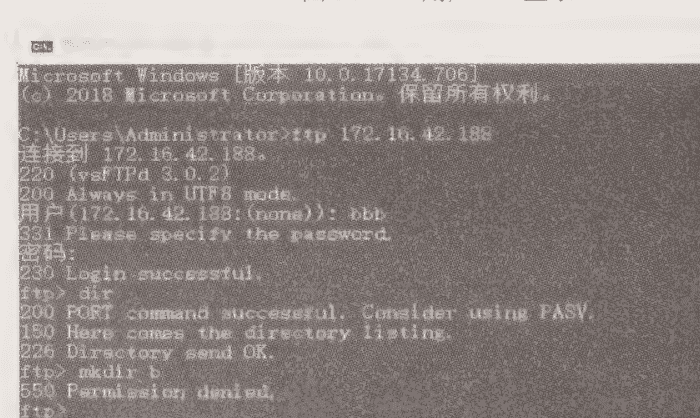 C:\.
Microsoft Windows [版本 10.0.17134.706]
(c) 2018 Microsoft Corporation。保留所有权利。
C:\Users\Administrator>ftp 172.16.42.188
连接到 172.16.42.188。
220 (vsFTPd 3.0.2)
200 Always in UTF8 mode.
用户(172.16.42.188:(none)): bbb
331 Please specify the password.
密码:
230 Login successful.
ftp> dir
200 PORT command successful. Consider using PASV.
150 Here comes the directory listing.
226 Directory send OK.
ftp> mkdir b
550 Permission denied.
ftp>